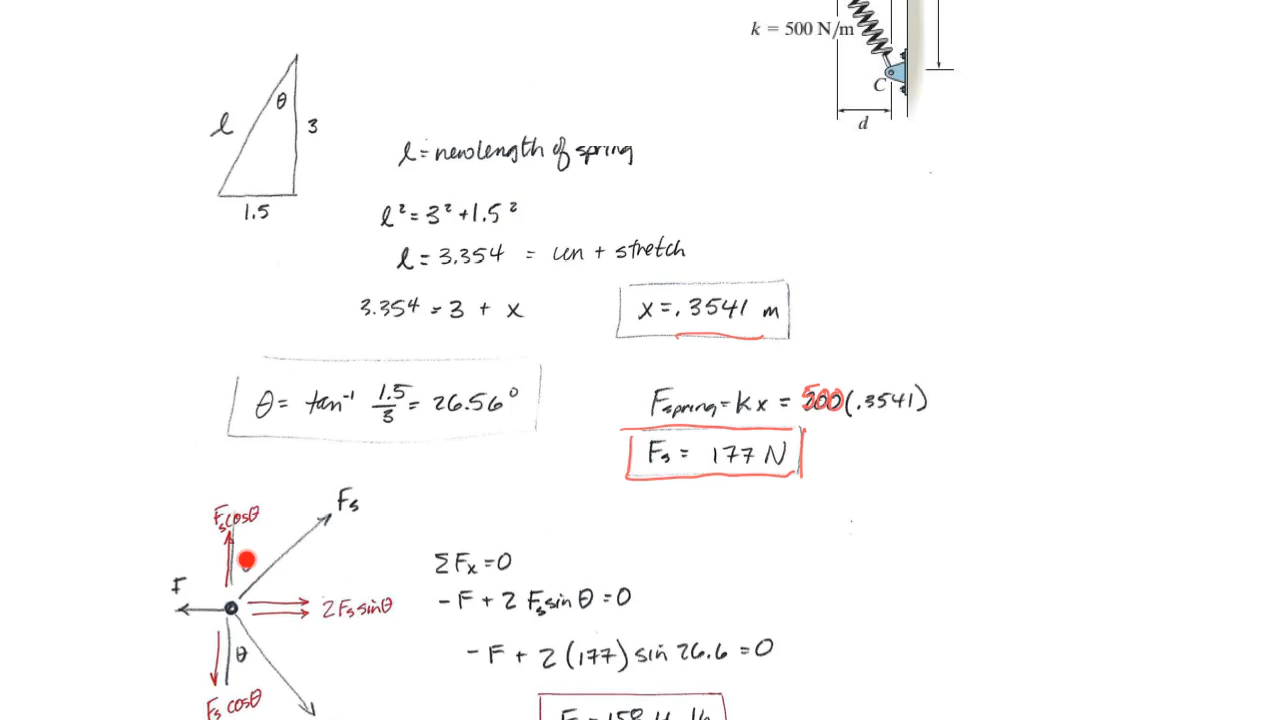 k = 500 N/m
C
d
θ
l
3
1.5
l = new length of spring
l² = 3² + 1.5²
l = 3.354 = un + stretch
3.354 = 3 + x
x = .3541 m
θ = tan⁻¹ 1.5/3 = 26.56°
Fspring = kx = 500(.3541)
Fs = 177 N
Fs
Fs cosθ
F
2Fs sinθ
θ
Fs cosθ
ΣFx = 0
-F + 2 Fs sin θ = 0
-F + 2 (177) sin 26.6 = 0